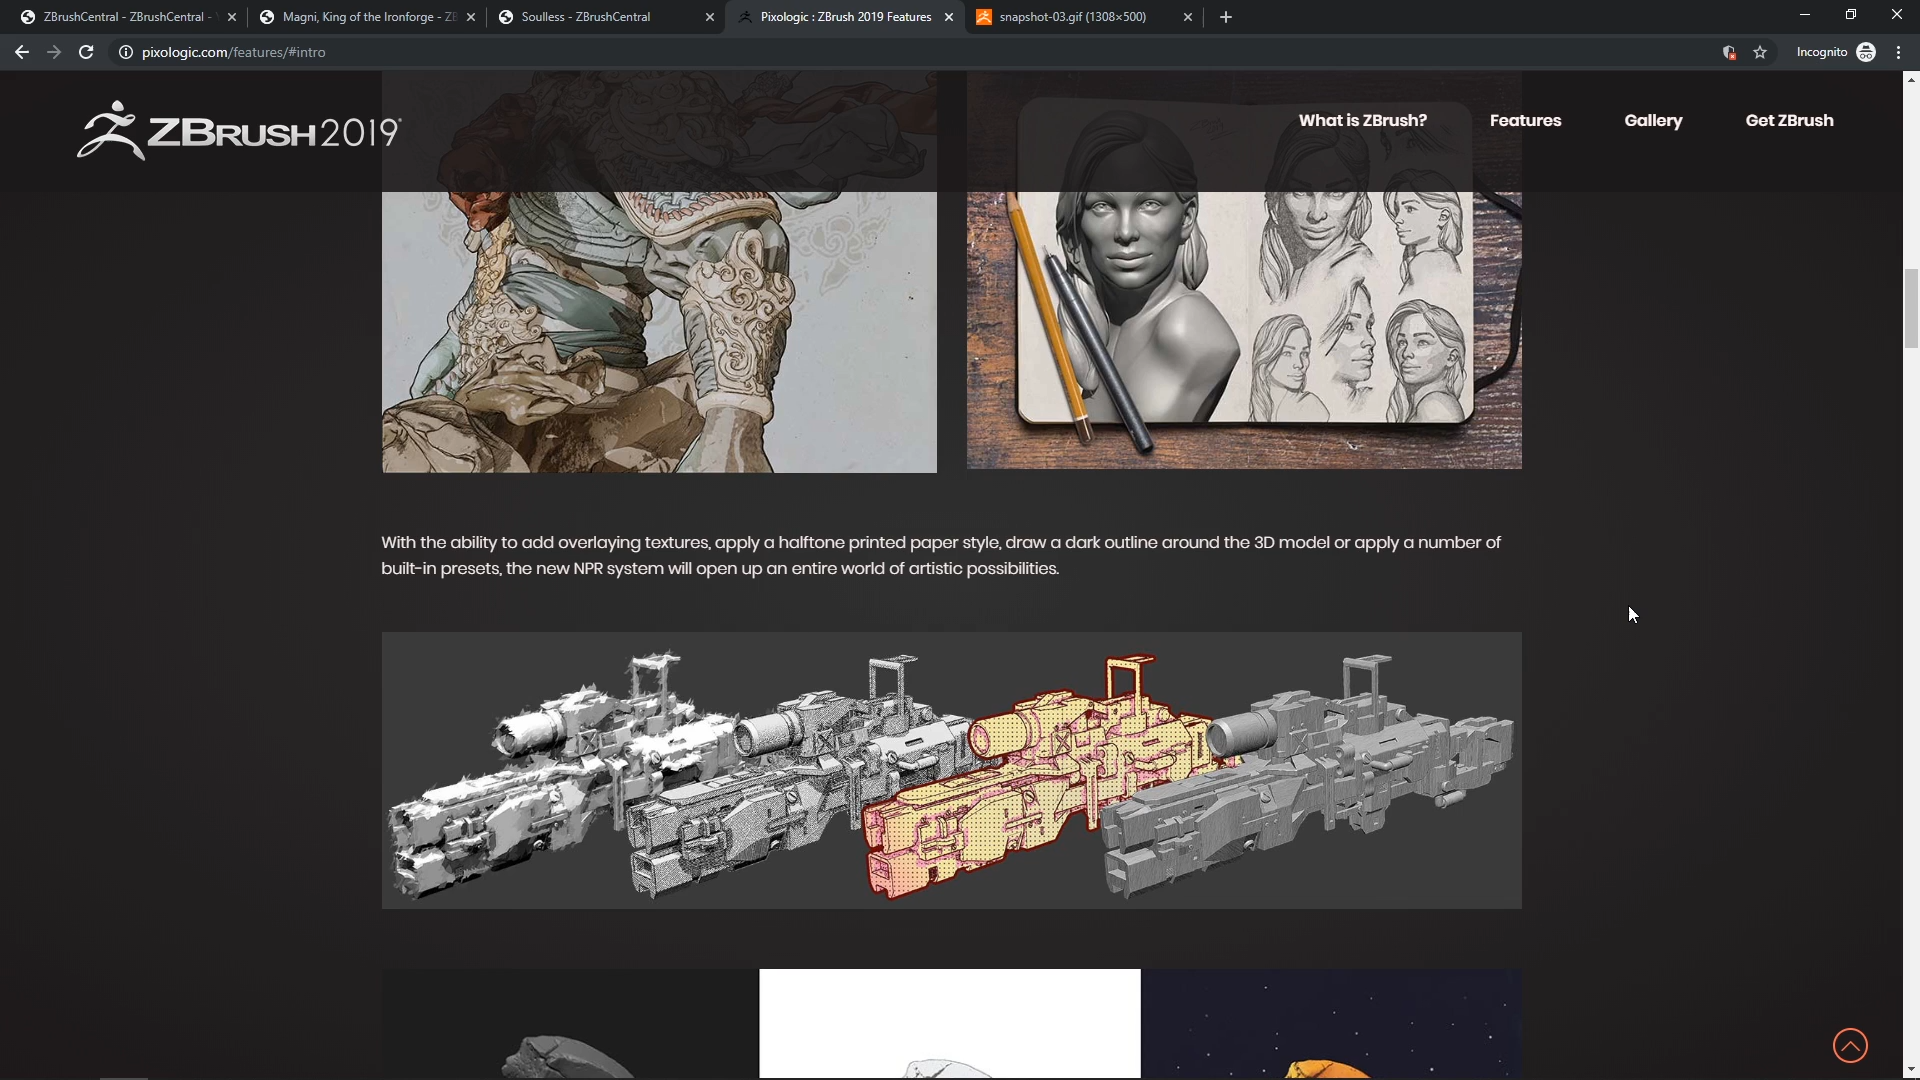 ZBrushCentral - ZBrushCentral -
Magni, King of the Ironforge - ZB
Soulless - ZBrushCentral
Pixologic : ZBrush 2019 Features
snapshot-03.gif (1308×500)
pixologic.com/features/#intro
Incognito
ZBRUSH 2019
What is ZBrush?
Features
Gallery
Get ZBrush
With the ability to add overlaying textures, apply a halftone printed paper style, draw a dark outline around the 3D model or apply a number of
built-in presets, the new NPR system will open up an entire world of artistic possibilities.